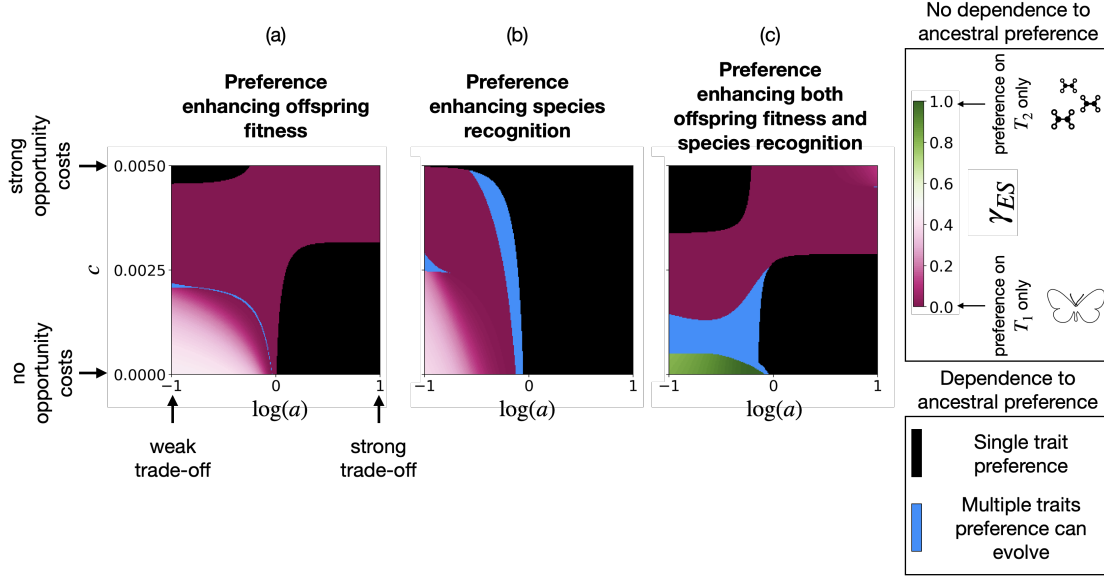 (a)
(b)
(c)
Preference
enhancing offspring
fitness
Preference
enhancing species
recognition
Preference
enhancing both
offspring fitness and
species recognition
strong
opportunity
costs
no
opportunity
costs
c
0.0050
0.0025
0.0000
−1
0
1
log(a)
−1
0
1
log(a)
−1
0
1
log(a)
weak
trade-off
strong
trade-off
No dependence to
ancestral preference
1.0
0.8
0.6
0.4
0.2
0.0
γES
preference on
T2 only
preference on
T1 only
Dependence to
ancestral preference
Single trait
preference
Multiple traits
preference can
evolve